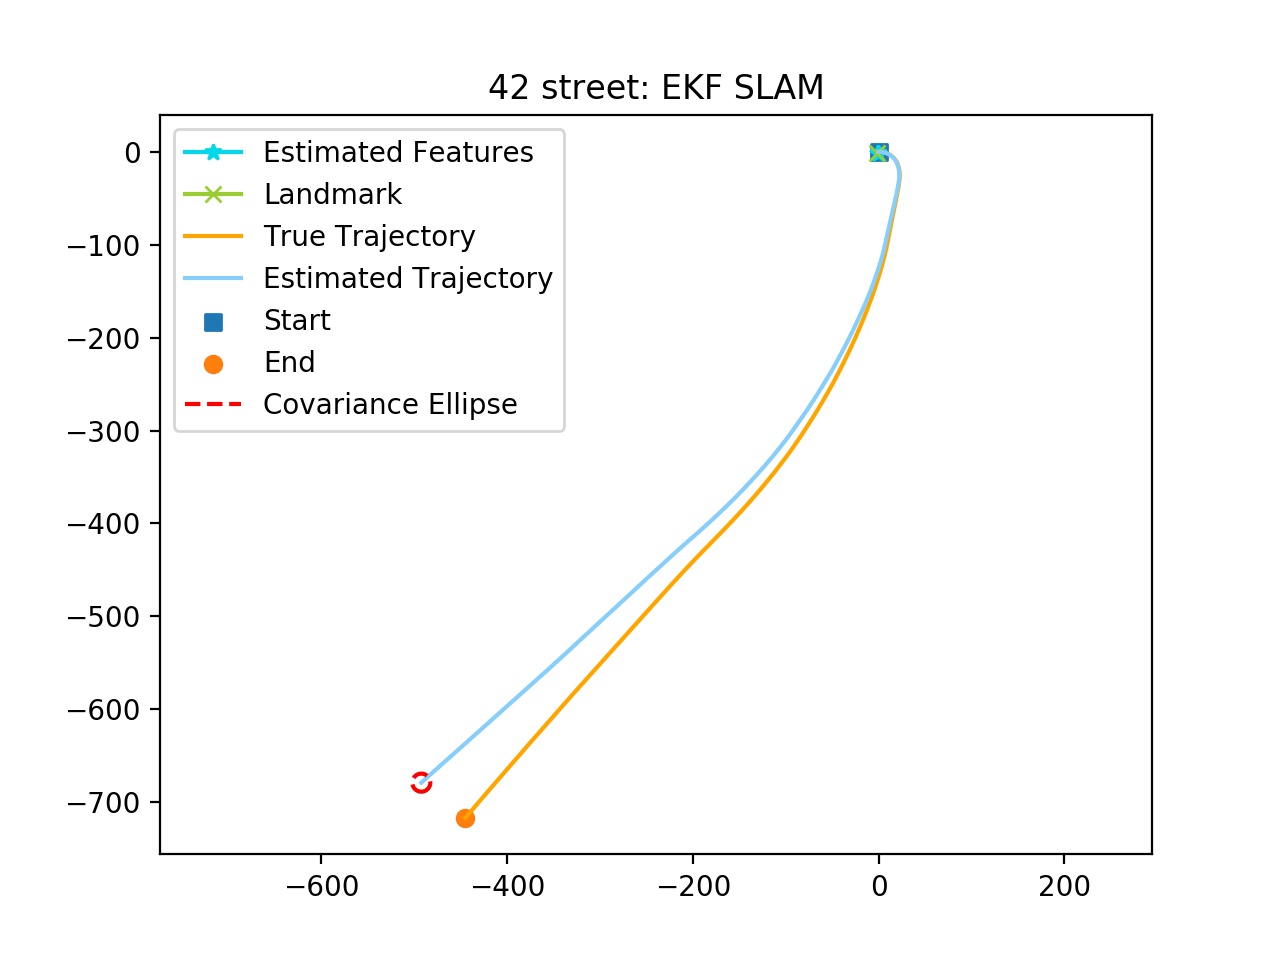 42 street: EKF SLAM
Estimated Features
Landmark
True Trajectory
Estimated Trajectory
Start
End
Covariance Ellipse
0
−100
−200
−300
−400
−500
−600
−700
−600 −400 −200 0 200